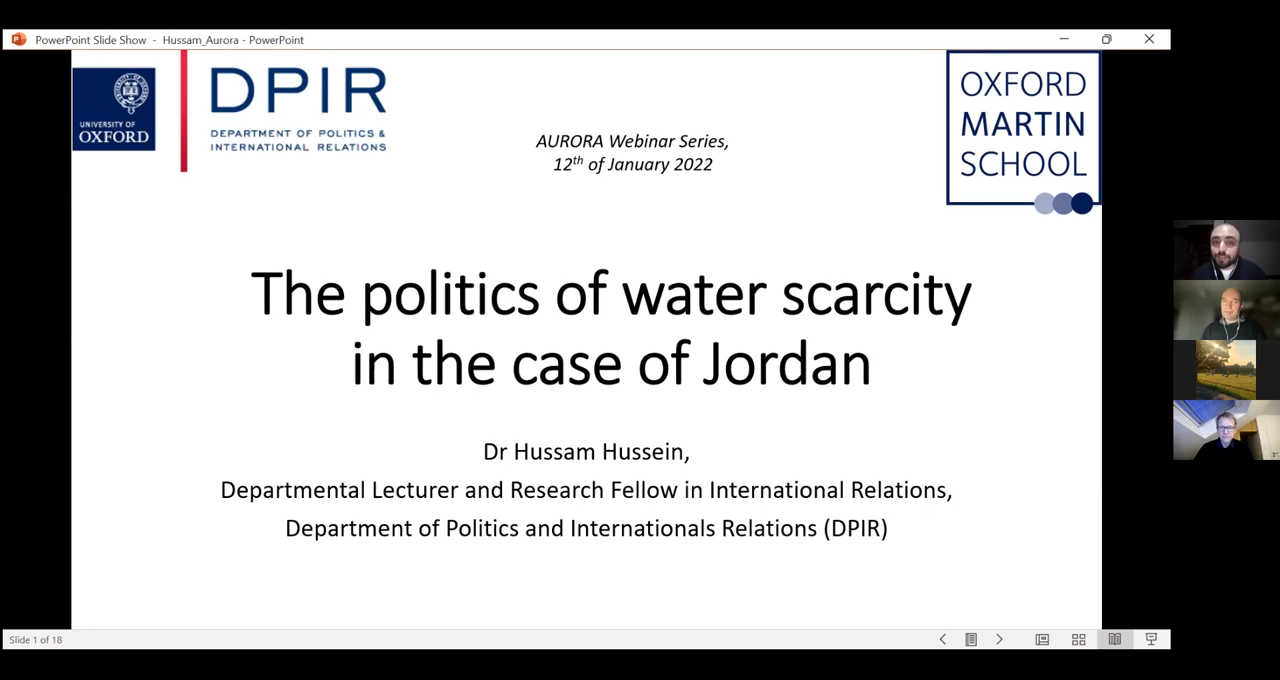 PowerPoint Slide Show - Hussam_Aurora - PowerPoint
UNIVERSITY OF
OXFORD
DPIR
DEPARTMENT OF POLITICS &
INTERNATIONAL RELATIONS
AURORA Webinar Series,
12th of January 2022
OXFORD
MARTIN
SCHOOL
The politics of water scarcity
in the case of Jordan
Dr Hussam Hussein,
Departmental Lecturer and Research Fellow in International Relations,
Department of Politics and Internationals Relations (DPIR)
Slide 1 of 18